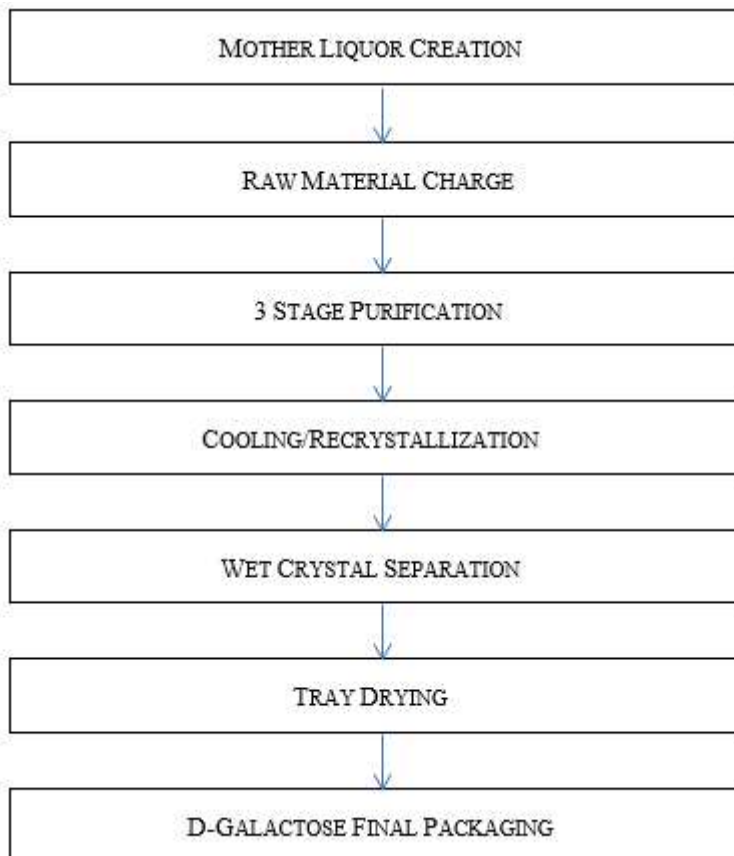 MOTHER LIQUOR CREATION
RAW MATERIAL CHARGE
3 STAGE PURIFICATION
COOLING/RECRYSTALLIZATION
WET CRYSTAL SEPARATION
TRAY DRYING
D-GALACTOSE FINAL PACKAGING